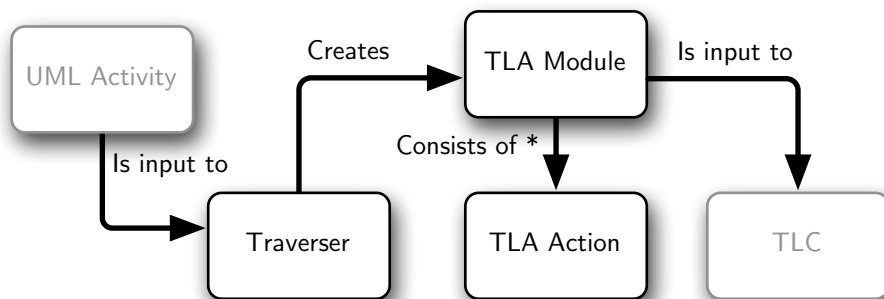 Creates
TLA Module
Is input to
UML Activity
Consists of *
Is input to
Traverser
TLA Action
TLC